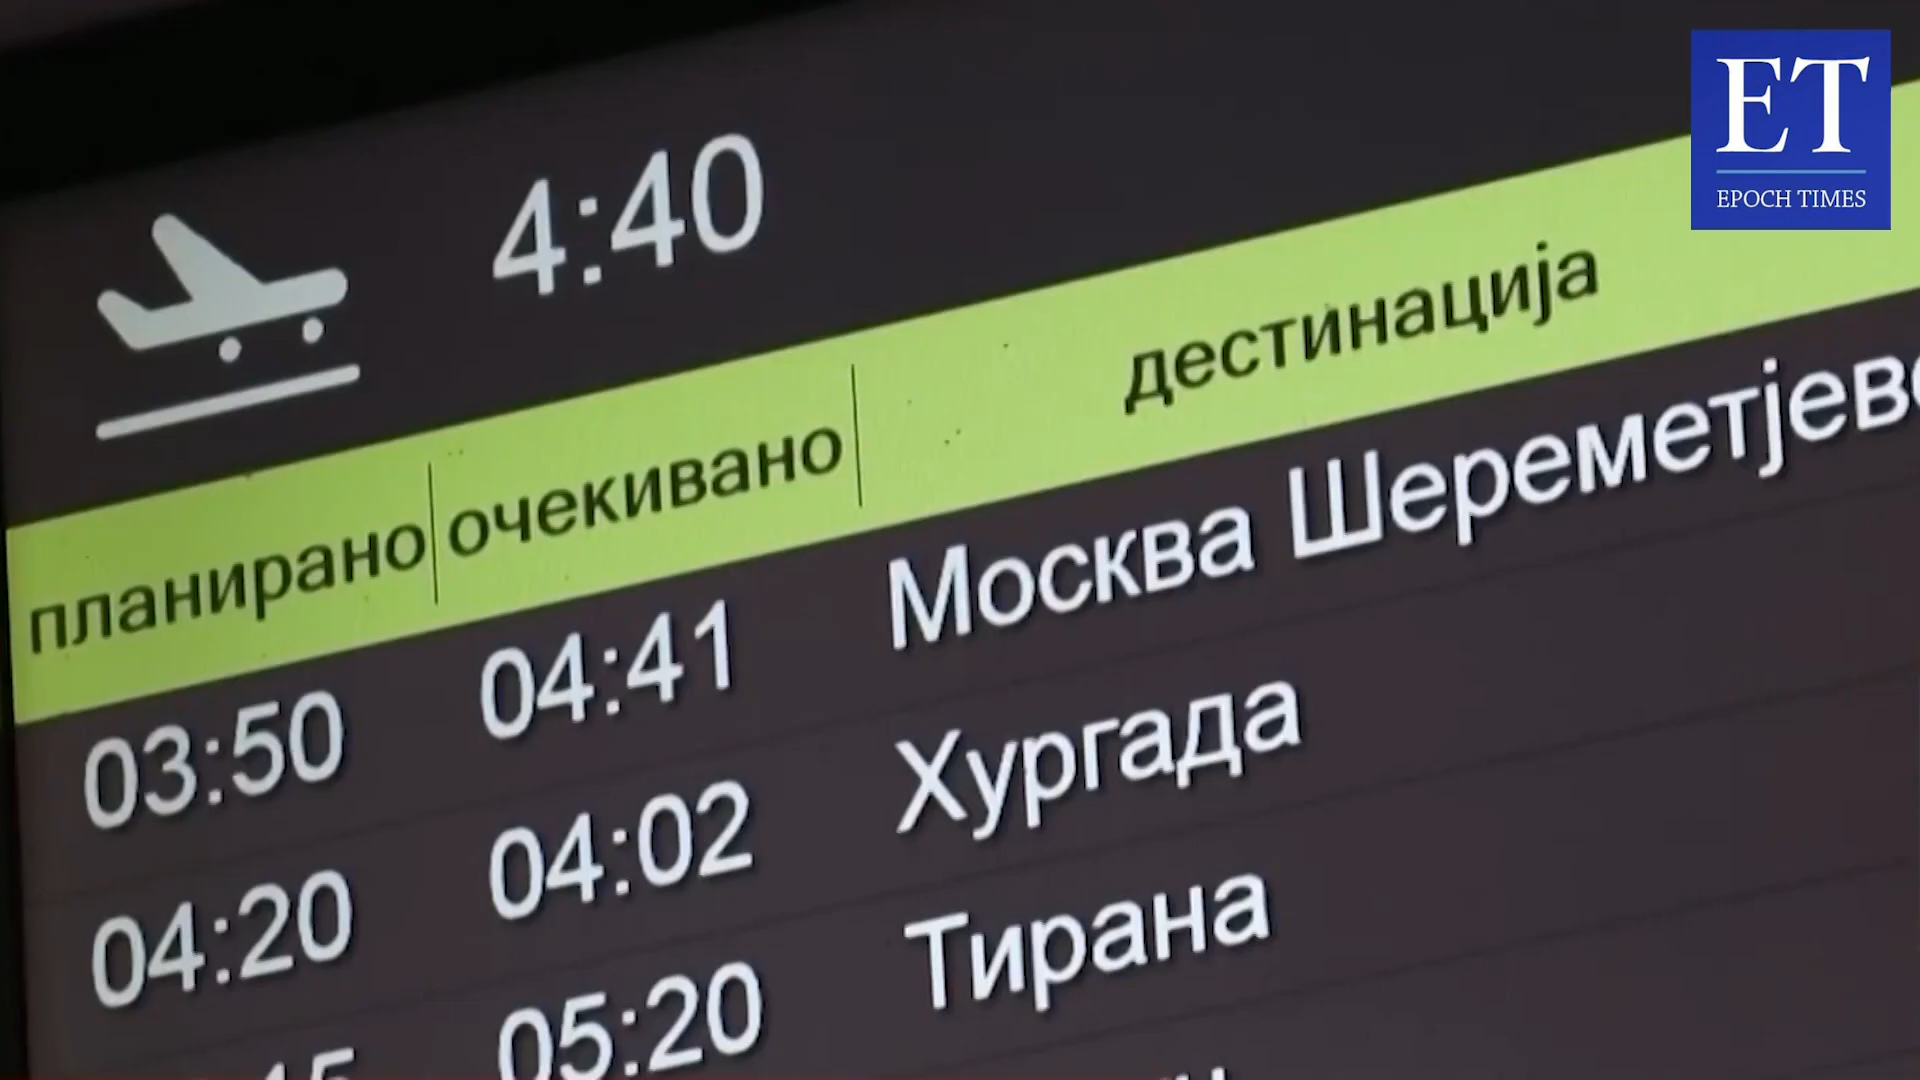 ET
EPOCH TIMES
4:40
планирано очекивано дестинација
03:50 04:41 Москва Шереметјев
04:20 04:02 Хургада
05:20 Тирана